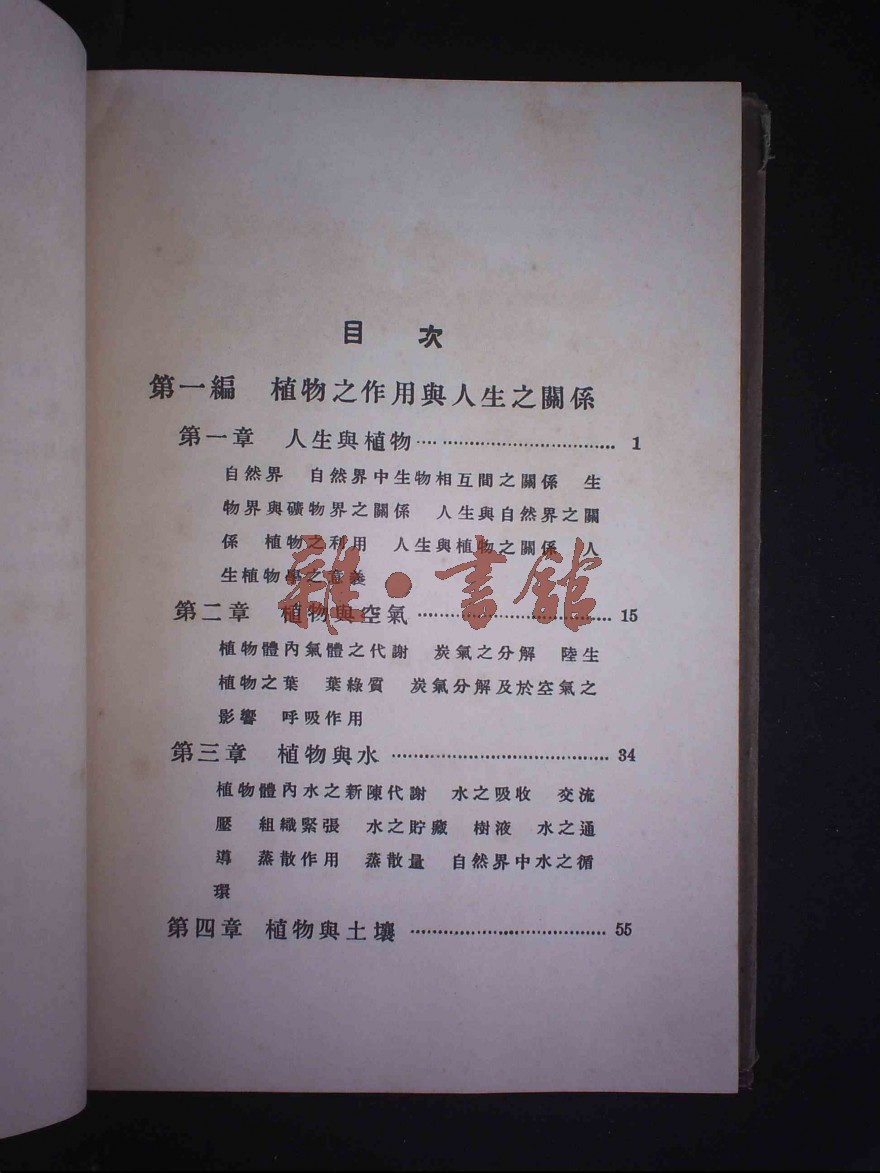 目 次
第一編 植物之作用與人生之關係
第一章 人生與植物 1
自然界 自然界中生物相互間之關係 生
物界與礦物界之關係 人生與自然界之關
係 植物之利用 人生與植物之關係 人
生植物學之意義
第二章 植物與空氣 15
植物體內氣體之代謝 炭氣之分解 陸生
植物之葉 葉綠質 炭氣分解及於空氣之
影響 呼吸作用
第三章 植物與水 34
植物體內水之新陳代謝 水之吸收 交流
壓 組織緊張 水之貯藏 樹液 水之通
導 蒸散作用 蒸散量 自然界中水之循
環
第四章 植物與土壤 55
雜·書館